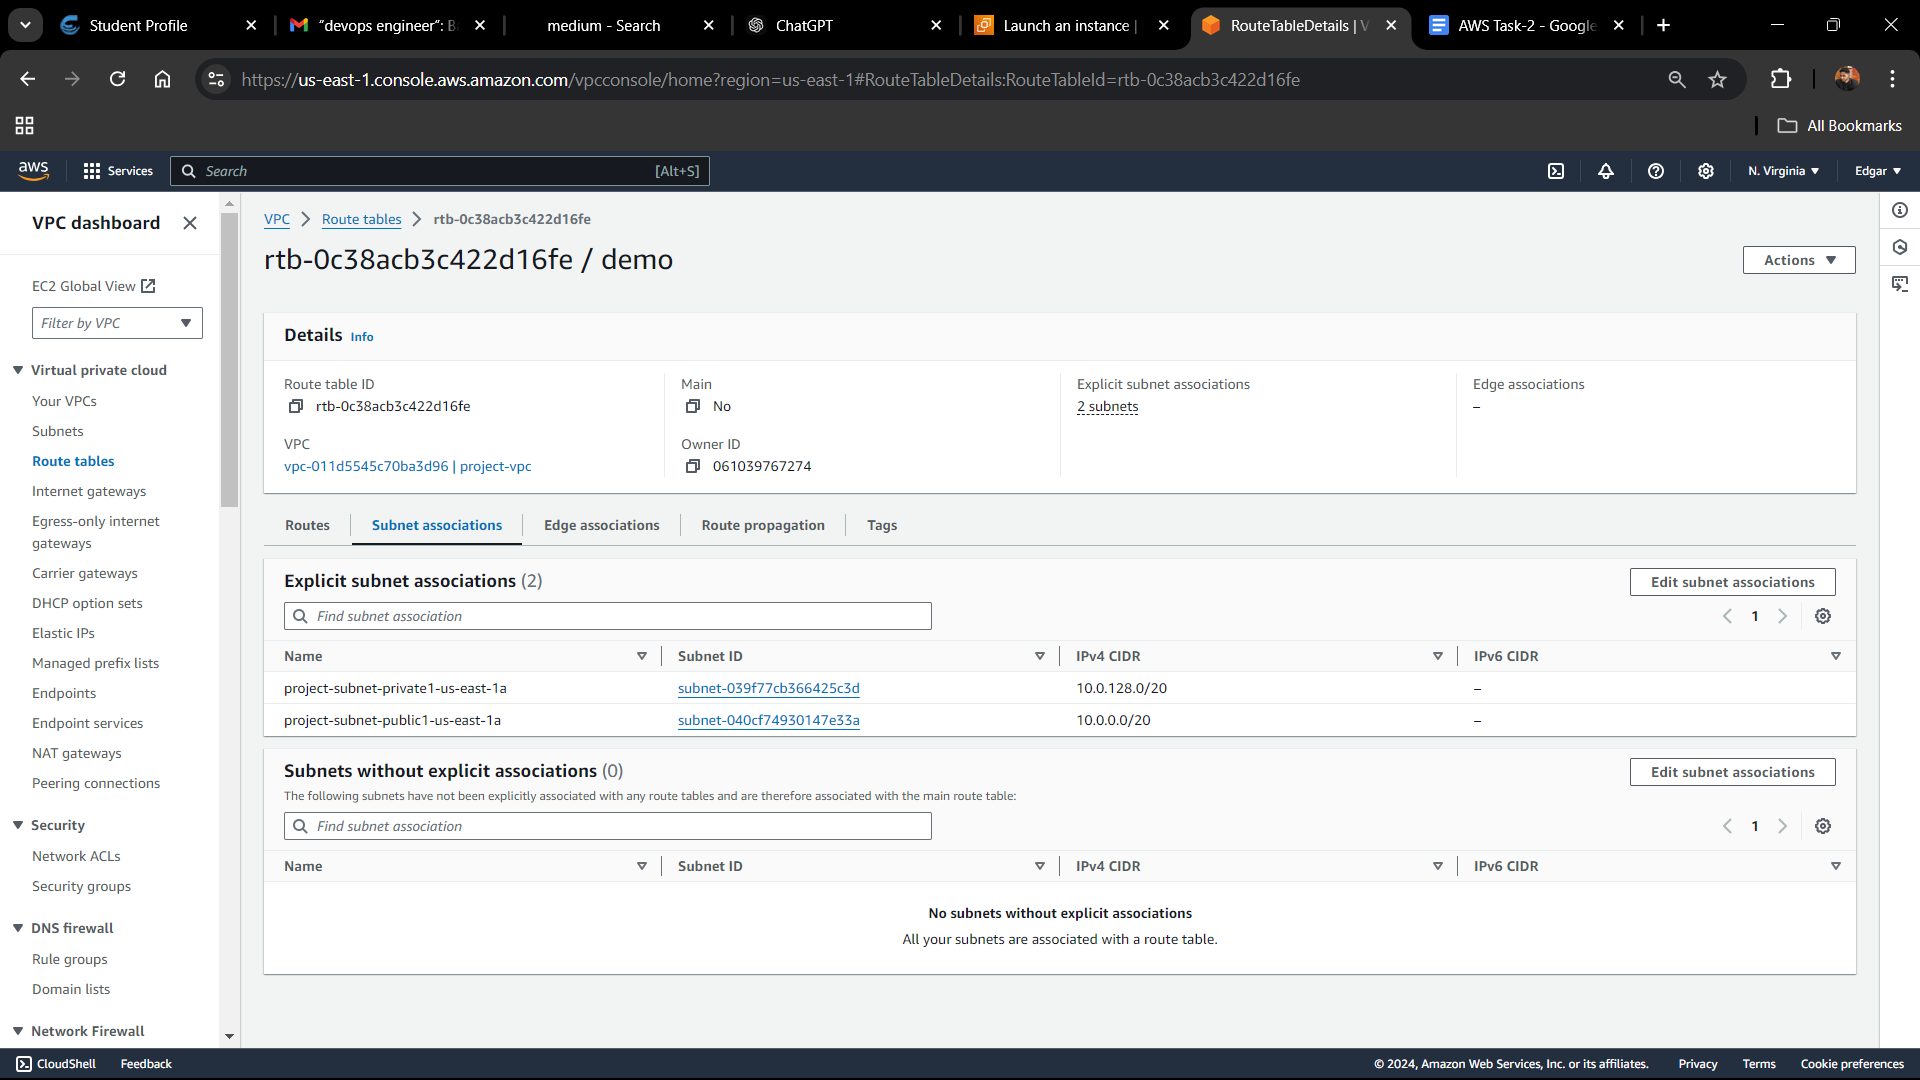 Student Profile
"devops engineer": B
medium - Search
ChatGPT
Launch an instance |
RouteTableDetails | V
AWS Task-2 - Google
https://us-east-1.console.aws.amazon.com/vpcconsole/home?region=us-east-1#RouteTableDetails:RouteTableId=rtb-0c38acb3c422d16fe
All Bookmarks
aws
Services
Search
[Alt+S]
N. Virginia
Edgar
VPC dashboard
EC2 Global View
Filter by VPC
Virtual private cloud
Your VPCs
Subnets
Route tables
Internet gateways
Egress-only internet
gateways
Carrier gateways
DHCP option sets
Elastic IPs
Managed prefix lists
Endpoints
Endpoint services
NAT gateways
Peering connections
Security
Network ACLs
Security groups
DNS firewall
Rule groups
Domain lists
Network Firewall
VPC > Route tables > rtb-0c38acb3c422d16fe
rtb-0c38acb3c422d16fe / demo
Actions
Details Info
Route table ID
rtb-0c38acb3c422d16fe
Main
No
Explicit subnet associations
2 subnets
Edge associations
–
VPC
vpc-011d5545c70ba3d96 | project-vpc
Owner ID
061039767274
Routes
Subnet associations
Edge associations
Route propagation
Tags
Explicit subnet associations (2)
Edit subnet associations
Find subnet association
1
Name Subnet ID IPv4 CIDR IPv6 CIDR
project-subnet-private1-us-east-1a subnet-039f77cb366425c3d 10.0.128.0/20 –
project-subnet-public1-us-east-1a subnet-040cf74930147e33a 10.0.0.0/20 –
Subnets without explicit associations (0)
Edit subnet associations
The following subnets have not been explicitly associated with any route tables and are therefore associated with the main route table:
Find subnet association
1
Name Subnet ID IPv4 CIDR IPv6 CIDR
No subnets without explicit associations
All your subnets are associated with a route table.
CloudShell
Feedback
© 2024, Amazon Web Services, Inc. or its affiliates.
Privacy
Terms
Cookie preferences